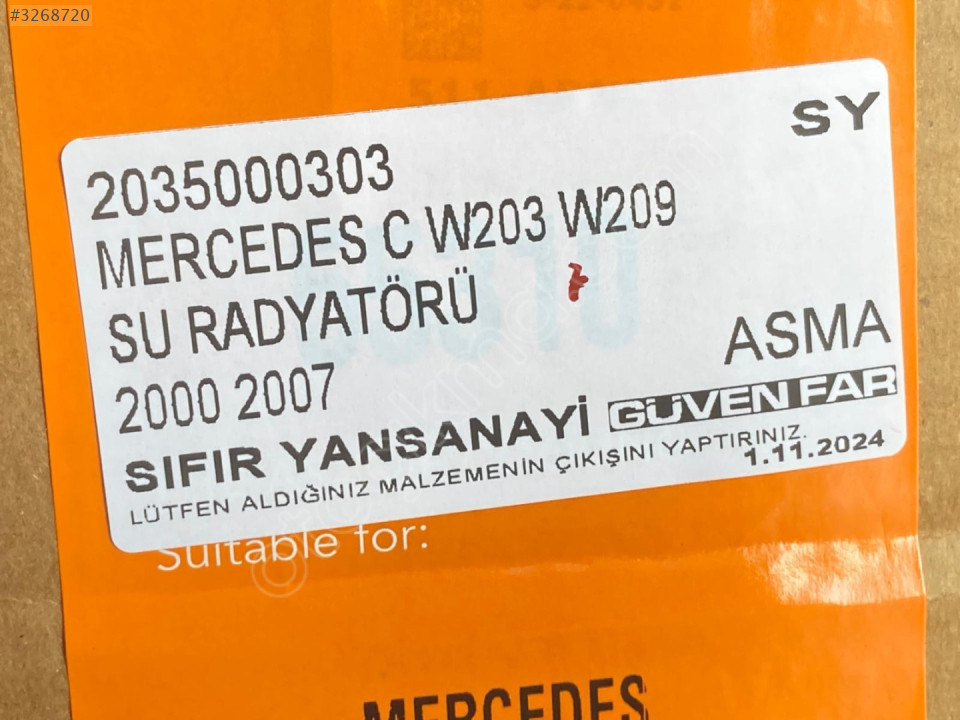 #3268720
SY
2035000303
MERCEDES C W203 W209
SU RADYATÖRÜ
ASMA
2000 2007
SIFIR YANSANAYİ GÜVEN FAR
LÜTFEN ALDIĞINIZ MALZEMENİN ÇIKIŞINI YAPTIRINIZ.
1.11.2024
Suitable for:
MERCEDES